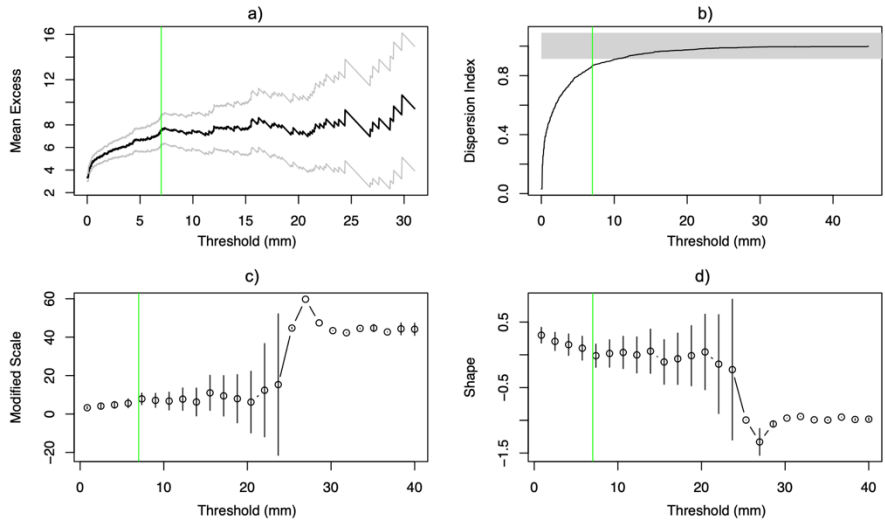 a)
Mean Excess
16
12
8
6
4
2
0 5 10 15 20 25 30
Threshold (mm)
b)
Dispersion Index
0.8
0.4
0.0
0 10 20 30 40
Threshold (mm)
c)
Modified Scale
60
40
20
0
-20
0 10 20 30 40
Threshold (mm)
d)
Shape
0.5
-0.5
-1.5
0 10 20 30 40
Threshold (mm)